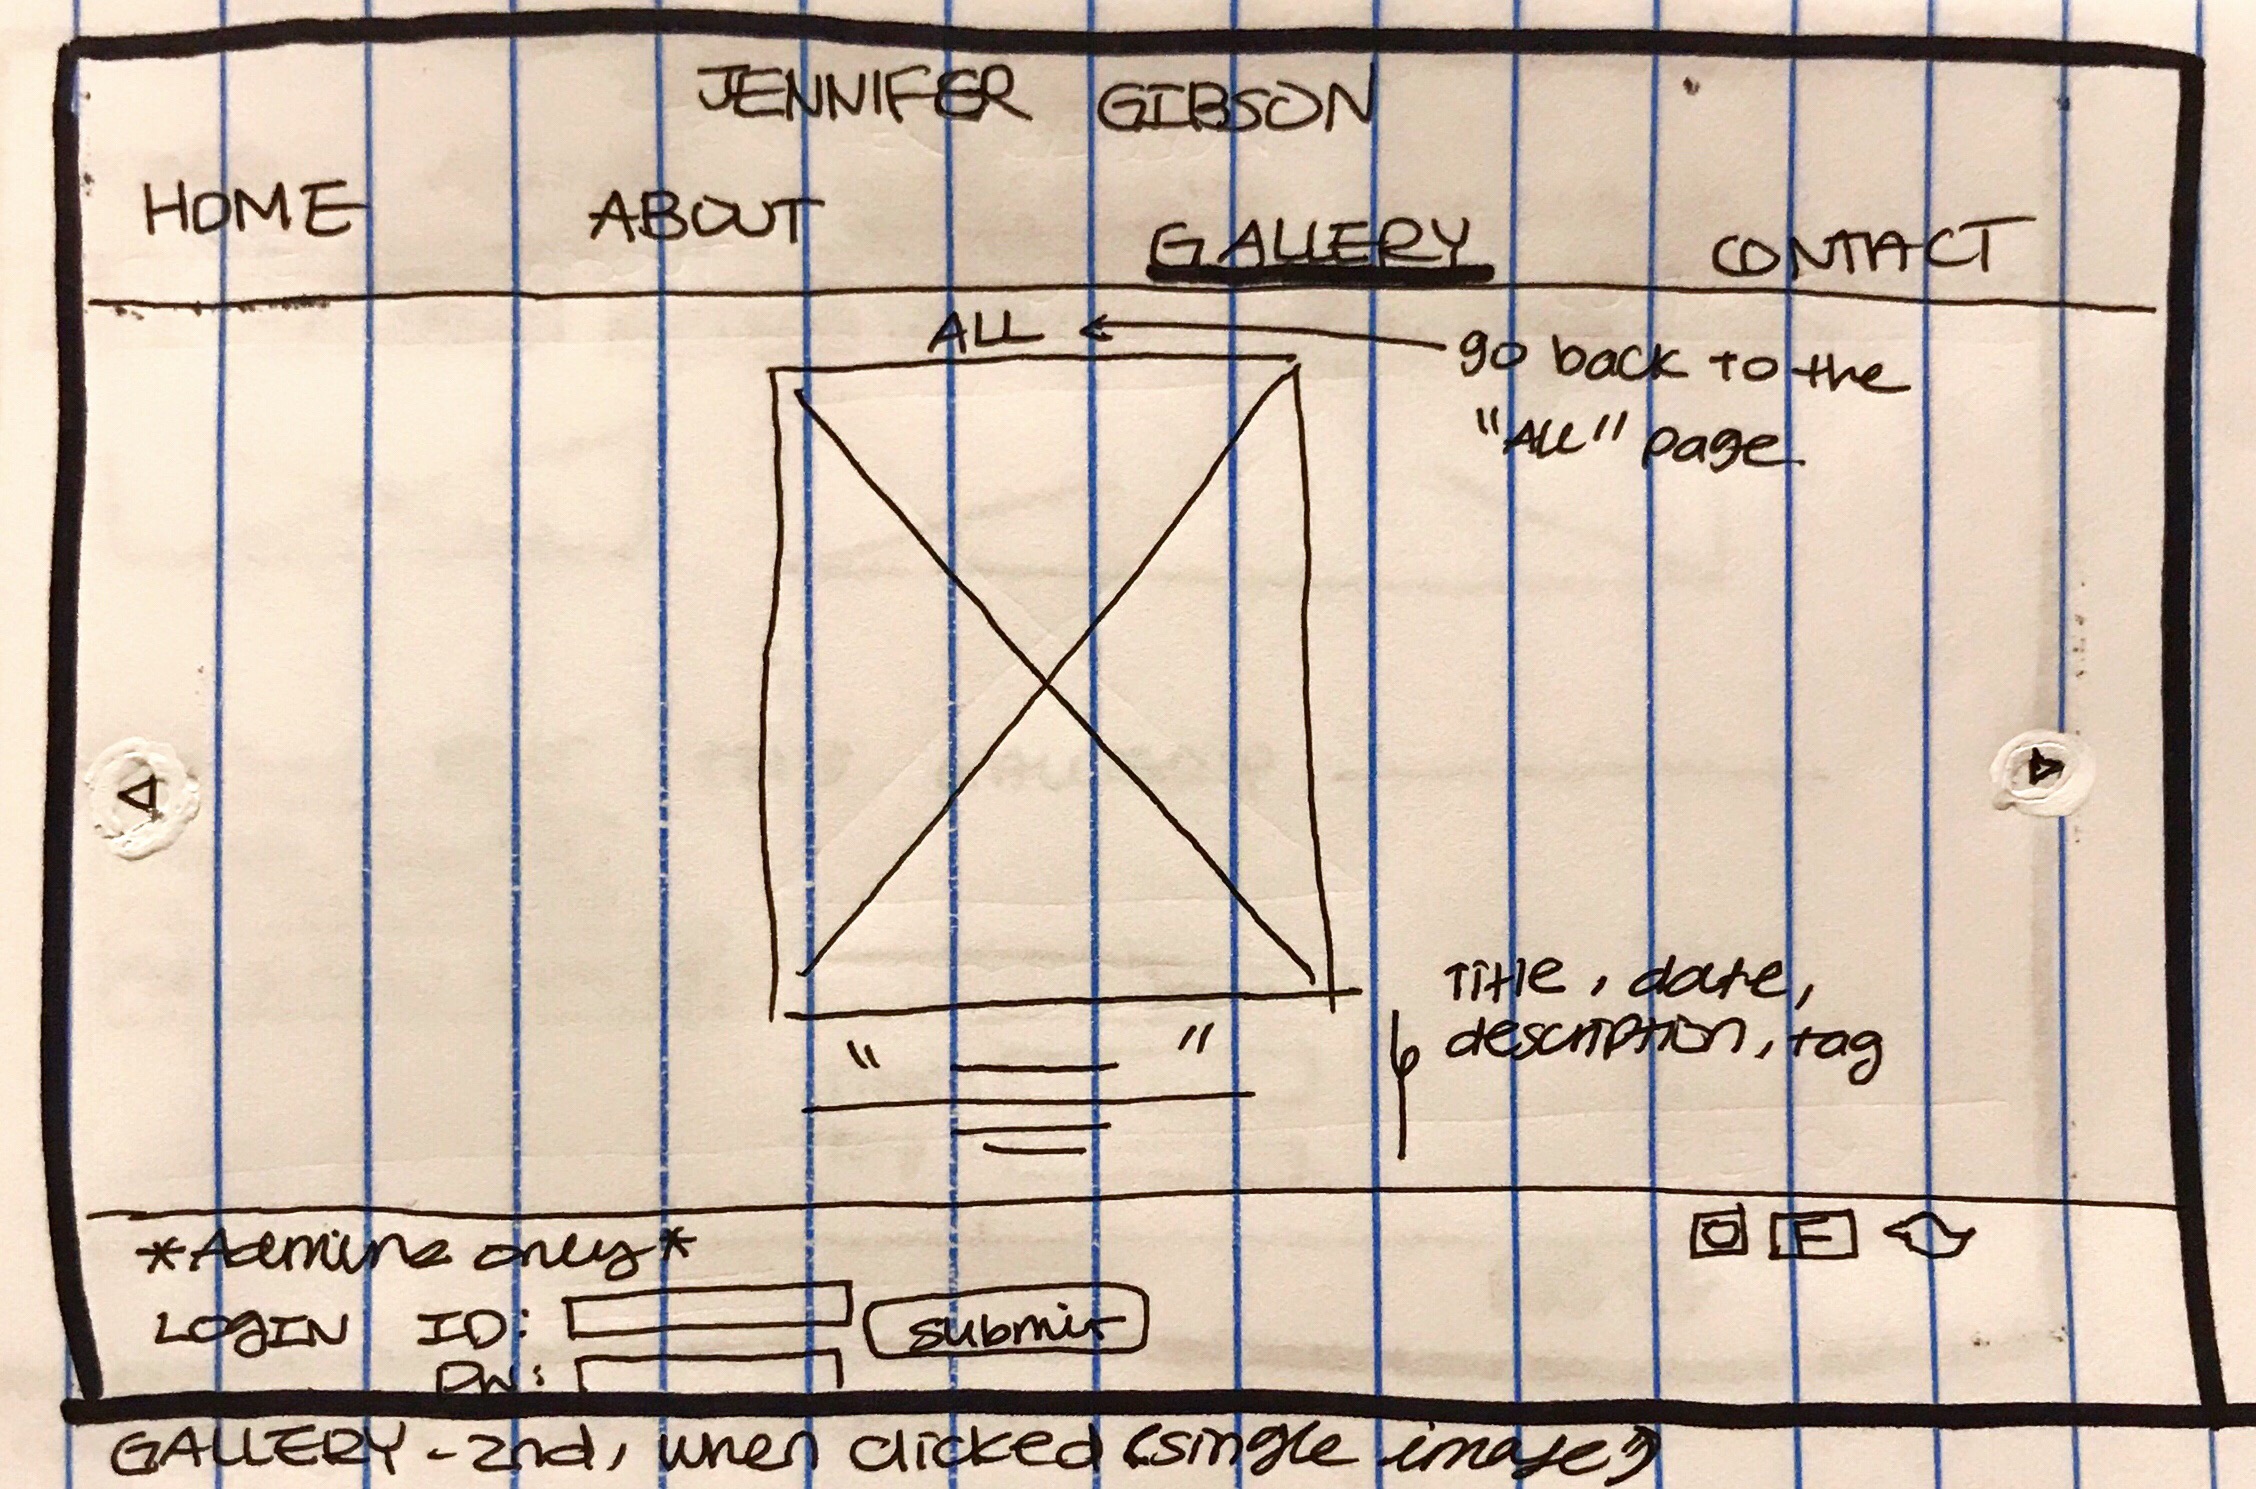 JENNIFER GIBSON
HOME ABOUT GALLERY CONTACT
ALL
go back to the
"ALL" page
Title, date,
description, tag
" "
*Admins only*
F
LOGIN ID: submit
PW:
GALLERY - 2nd, when clicked (single image)